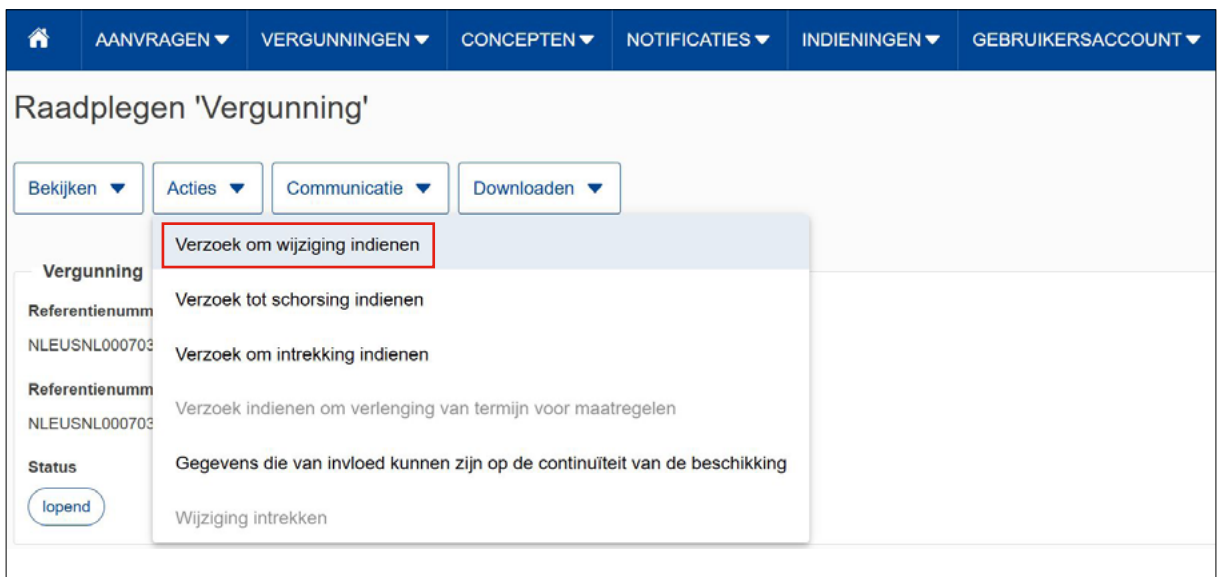 AANVRAGEN VERGUNNINGEN CONCEPTEN NOTIFICATIES INDIENINGEN GEBRUIKERSACCOUNT
Raadplegen 'Vergunning'
Bekijken Acties Communicatie Downloaden
Verzoek om wijziging indienen
Verzoek tot schorsing indienen
Verzoek om intrekking indienen
Verzoek indienen om verlenging van termijn voor maatregelen
Gegevens die van invloed kunnen zijn op de continuïteit van de beschikking
Wijziging intrekken
Vergunning
Referentienumm
NLEUSNL000703
Referentienumm
NLEUSNL000703
Status
lopend